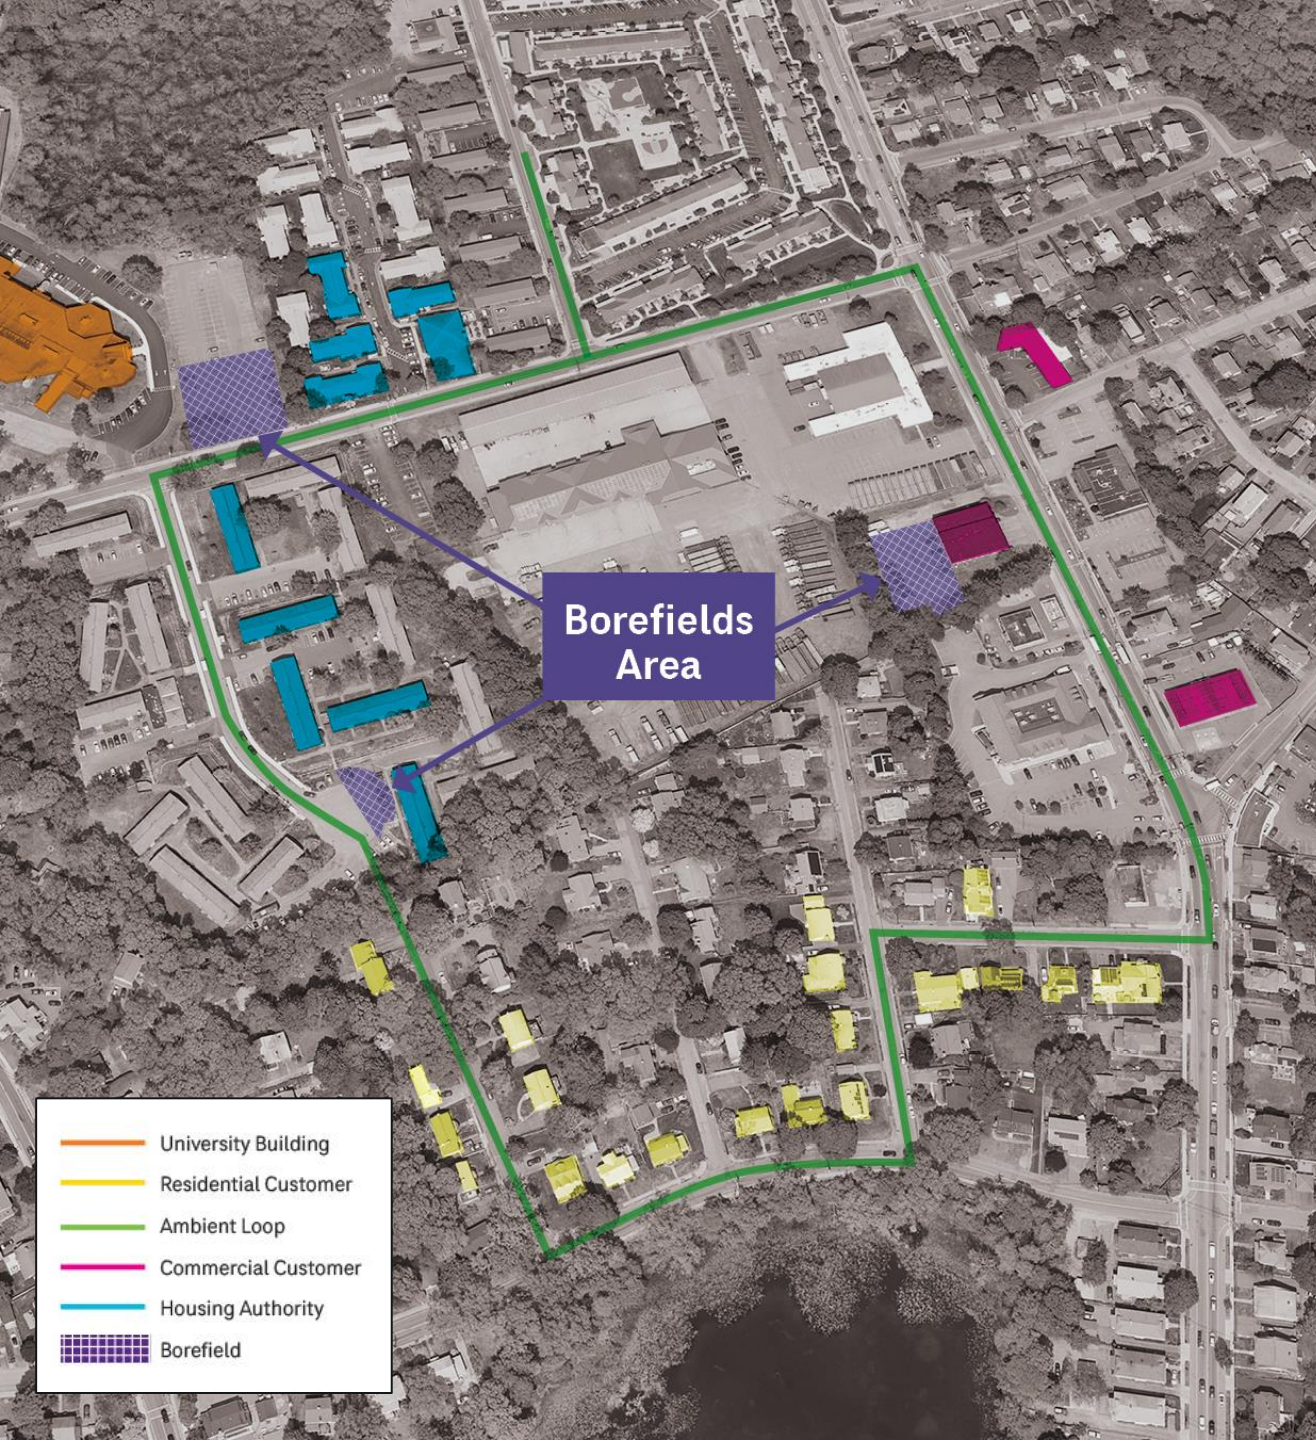 Borefields
Area
University Building
Residential Customer
Ambient Loop
Commercial Customer
Housing Authority
Borefield